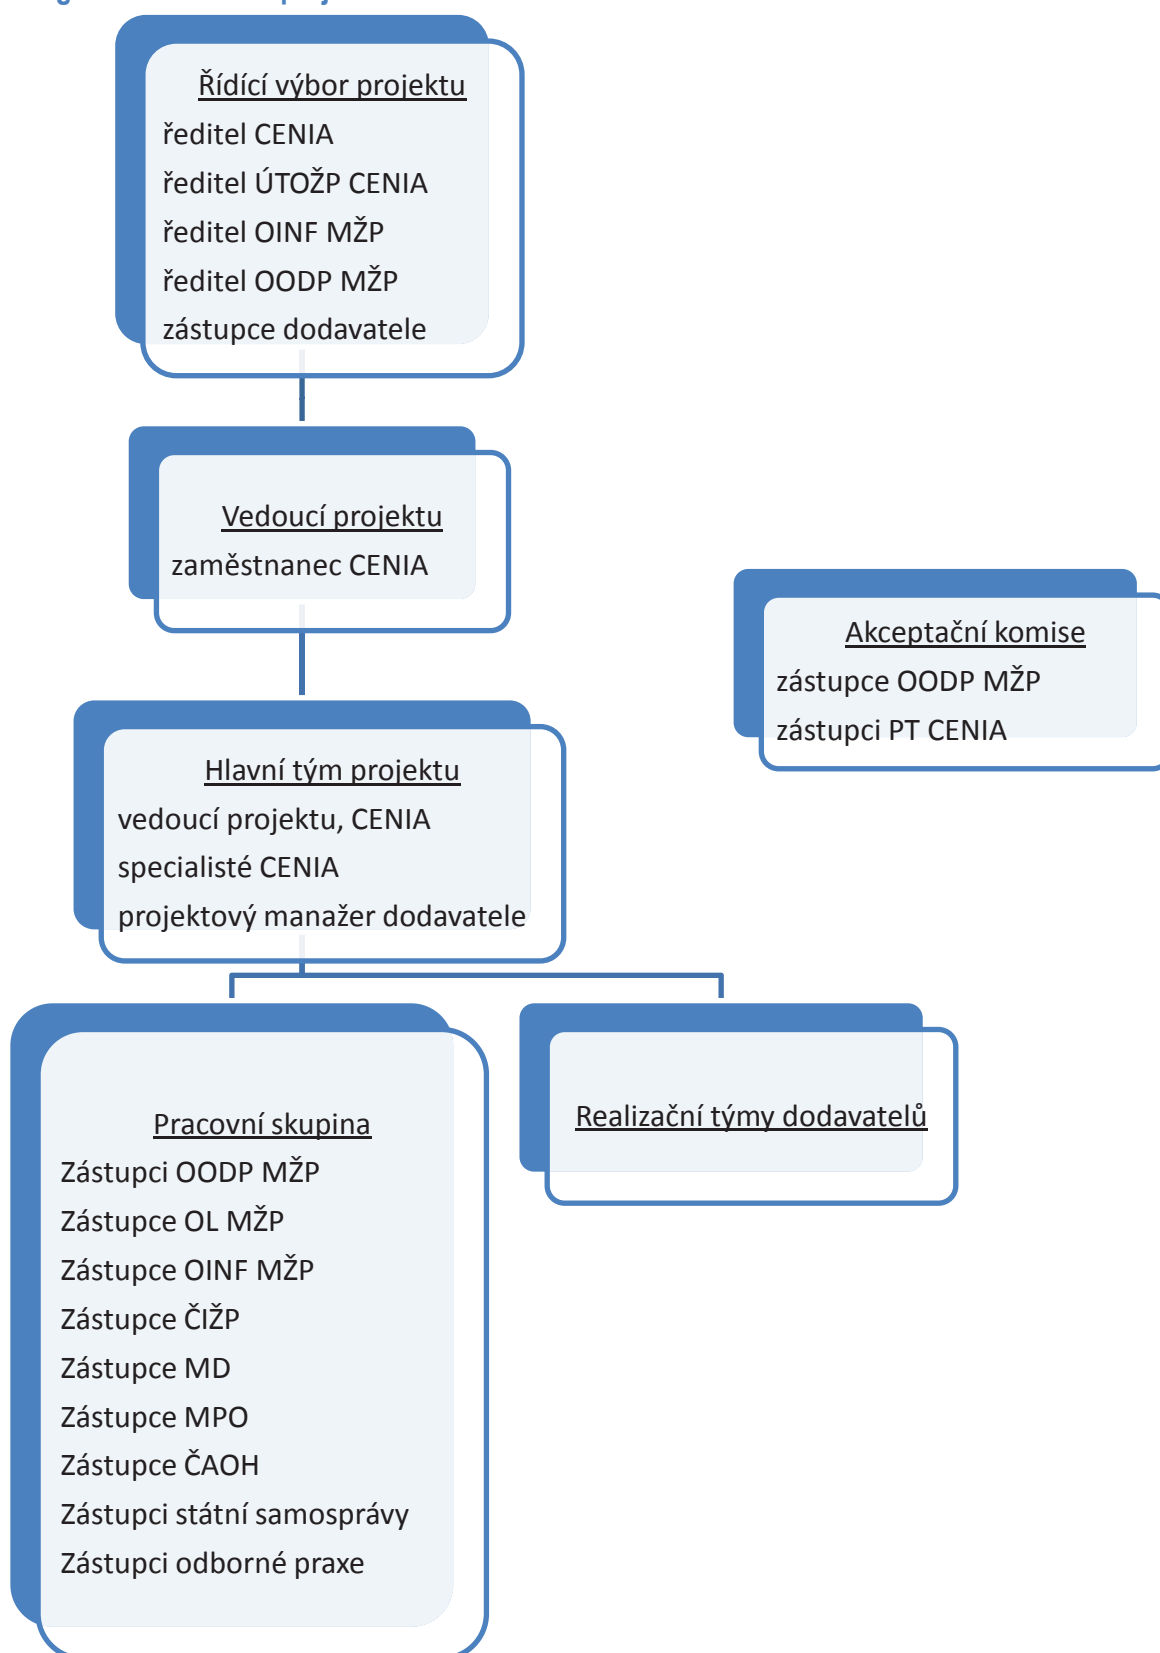 Řídící výbor projektu
ředitel CENIA
ředitel ÚTOŽP CENIA
ředitel OINF MŽP
ředitel OODP MŽP
zástupce dodavatele
Vedoucí projektu
zaměstnanec CENIA
Akceptační komise
zástupce OODP MŽP
zástupci PT CENIA
Hlavní tým projektu
vedoucí projektu, CENIA
specialisté CENIA
projektový manažer dodavatele
Pracovní skupina
Zástupci OODP MŽP
Zástupce OL MŽP
Zástupce OINF MŽP
Zástupce ČIŽP
Zástupce MD
Zástupce MPO
Zástupce ČAOH
Zástupci státní samosprávy
Zástupci odborné praxe
Realizační týmy dodavatelů